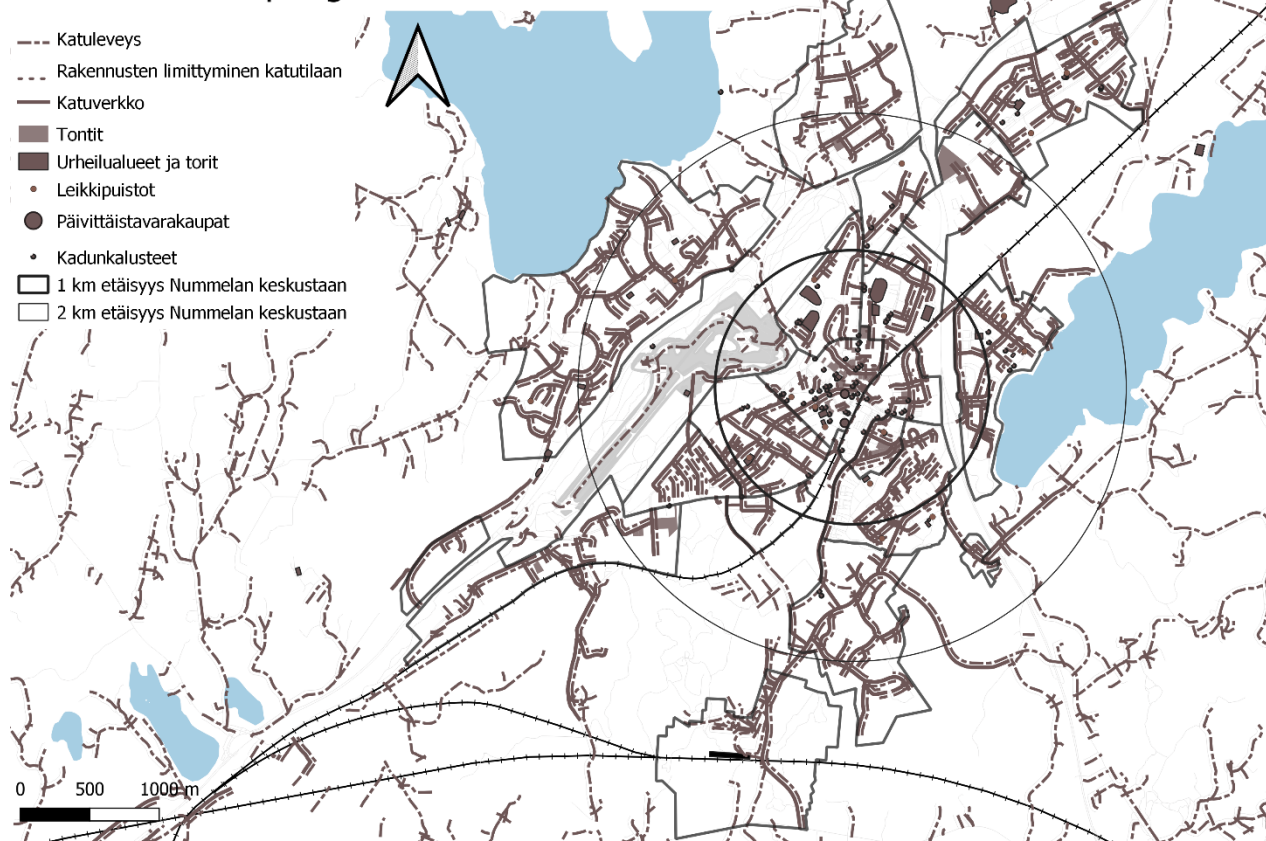 Katuleveys
Rakennusten limittyminen katutilaan
Katuverkko
Tontit
Urheilualueet ja torit
Leikkipuistot
Päivittäistavarakaupat
Kadunkalusteet
1 km etäisyys Nummelan keskustaan
2 km etäisyys Nummelan keskustaan
0 500 1000 m